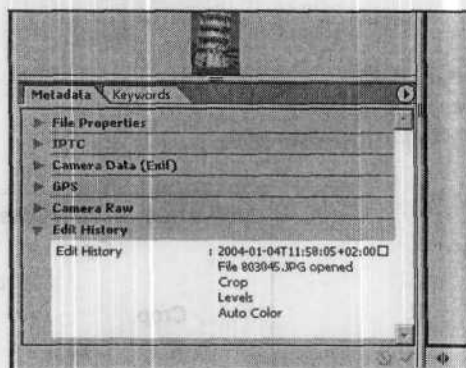 Metadata Keywords
File Properties
IPTC
Camera Data (Exif)
GPS
Camera Raw
Edit History
Edit History : 2004-01-04T11:58:05+02:00
File 803045.JPG opened
Crop
Levels
Auto Color